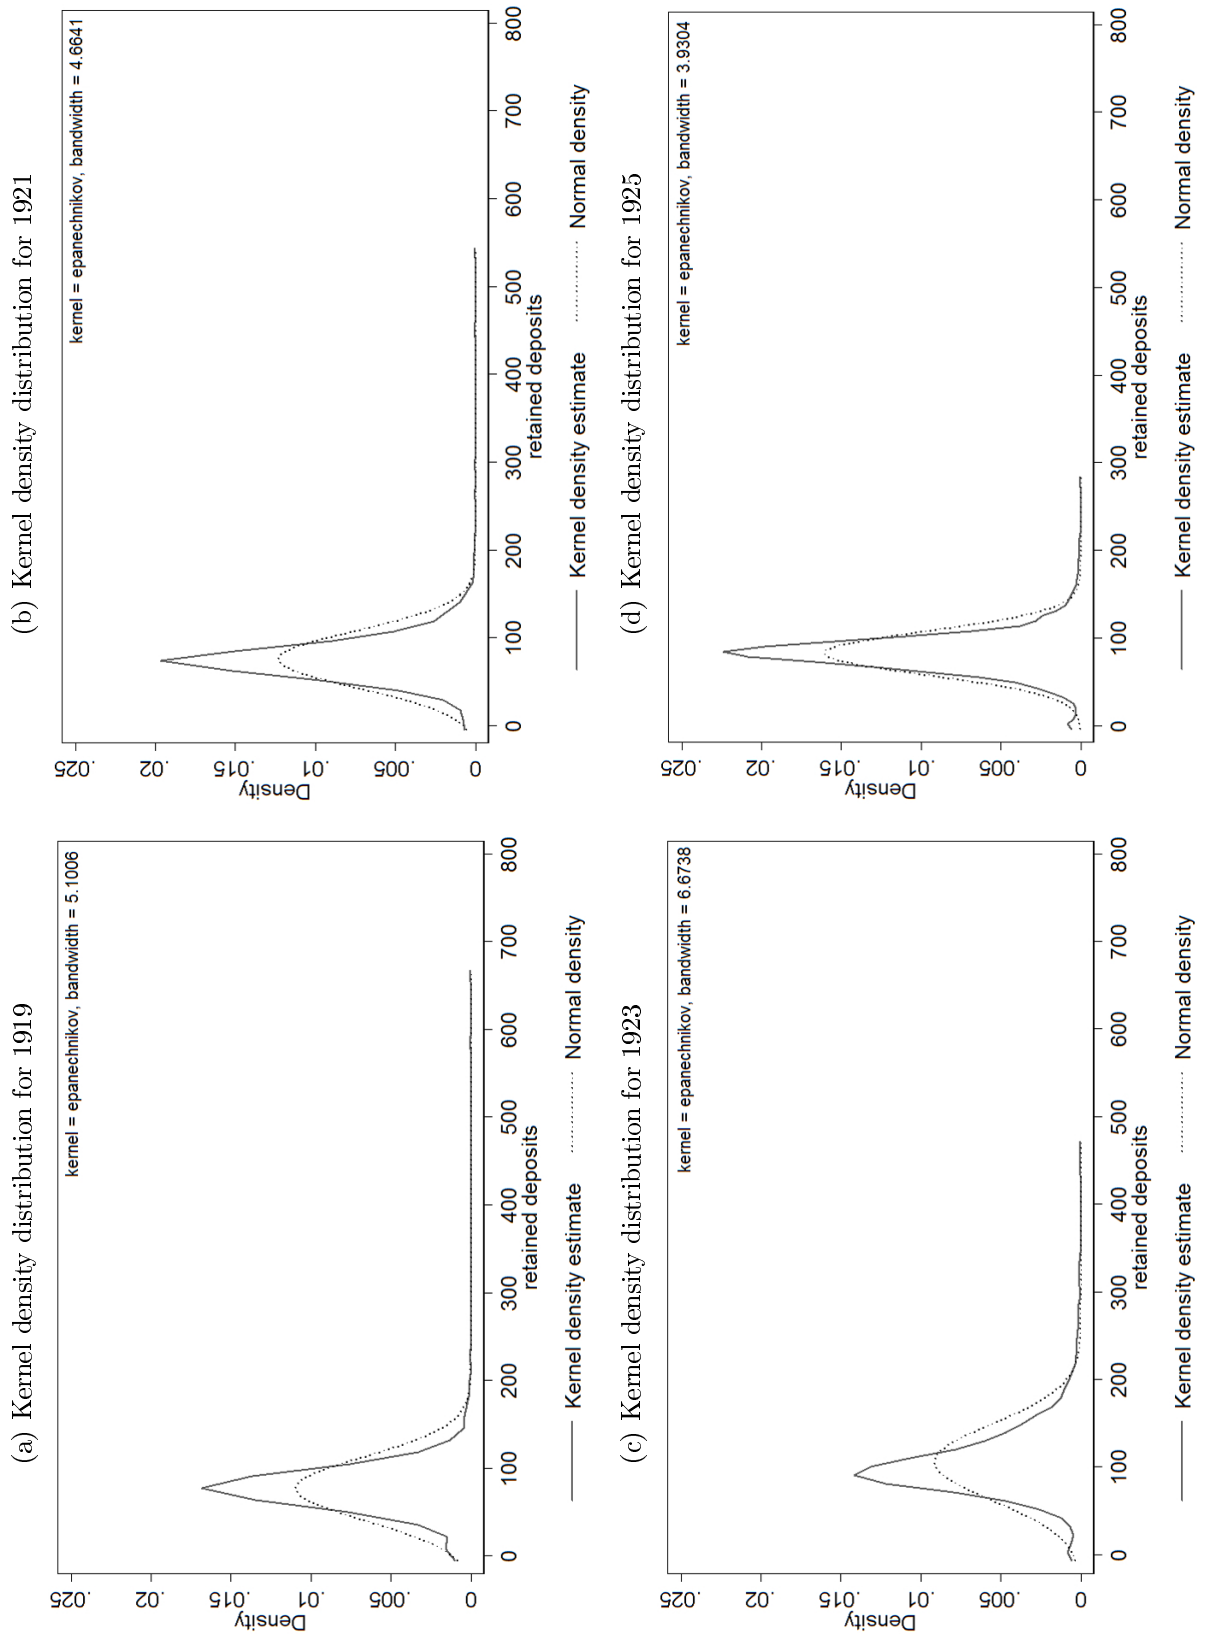 (a) Kernel density distribution for 1919
kernel = epanechnikov, bandwidth = 5.1006
Density
.025
.02
.015
.01
.005
0
0 100 200 300 400 500 600 700 800
retained deposits
Kernel density estimate Normal density
(b) Kernel density distribution for 1921
kernel = epanechnikov, bandwidth = 4.6641
Density
.025
.02
.015
.01
.005
0
0 100 200 300 400 500 600 700 800
retained deposits
Kernel density estimate Normal density
(c) Kernel density distribution for 1923
kernel = epanechnikov, bandwidth = 6.6738
Density
.025
.02
.015
.01
.005
0
0 100 200 300 400 500 600 700 800
retained deposits
Kernel density estimate Normal density
(d) Kernel density distribution for 1925
kernel = epanechnikov, bandwidth = 3.9304
Density
.025
.02
.015
.01
.005
0
0 100 200 300 400 500 600 700 800
retained deposits
Kernel density estimate Normal density